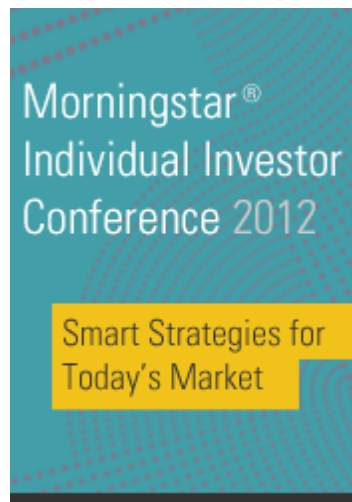 Morningstar®
Individual Investor
Conference 2012
Smart Strategies for
Today's Market